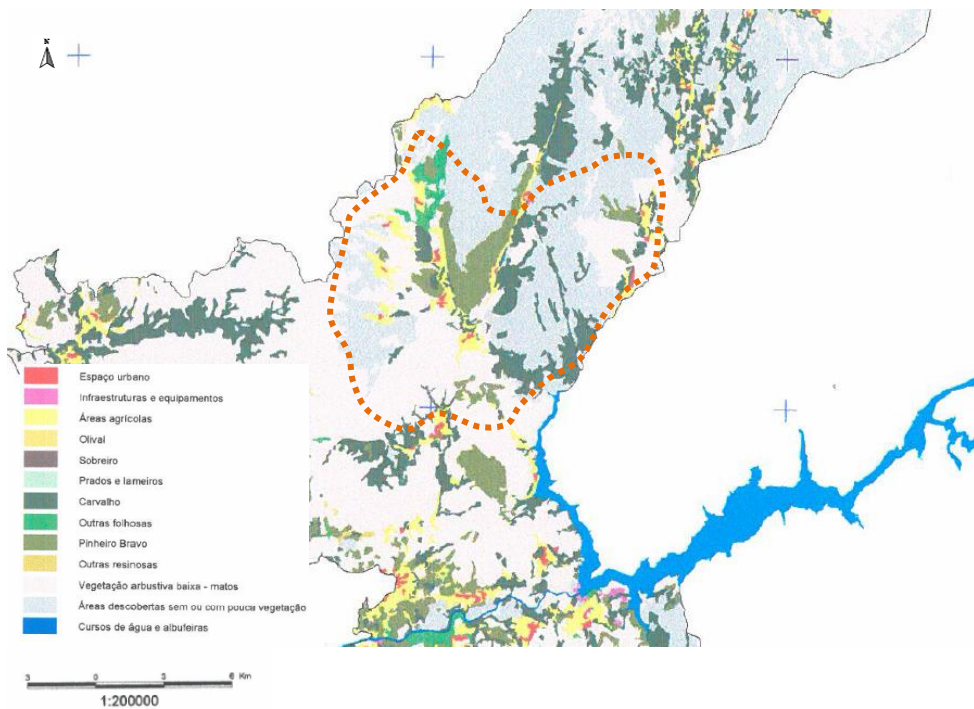 N
Espaço urbano
Infraestruturas e equipamentos
Áreas agrícolas
Olival
Sobreiro
Prados e lameiros
Carvalho
Outras folhosas
Pinheiro Bravo
Outras resinosas
Vegetação arbustiva baixa - matos
Áreas descobertas sem ou com pouca vegetação
Cursos de água e albufeiras
3 0 3 6 Km
1:200000